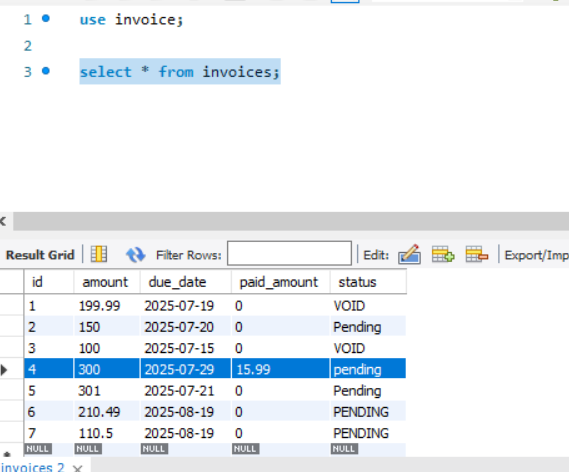 1 use invoice;
2
3 select * from invoices;
Result Grid Filter Rows: Edit: Export/Imp
id amount due_date paid_amount status
1 199.99 2025-07-19 0 VOID
2 150 2025-07-20 0 Pending
3 100 2025-07-15 0 VOID
4 300 2025-07-29 15.99 pending
5 301 2025-07-21 0 Pending
6 210.49 2025-08-19 0 PENDING
7 110.5 2025-08-19 0 PENDING
NULL NULL NULL NULL NULL
invoices 2